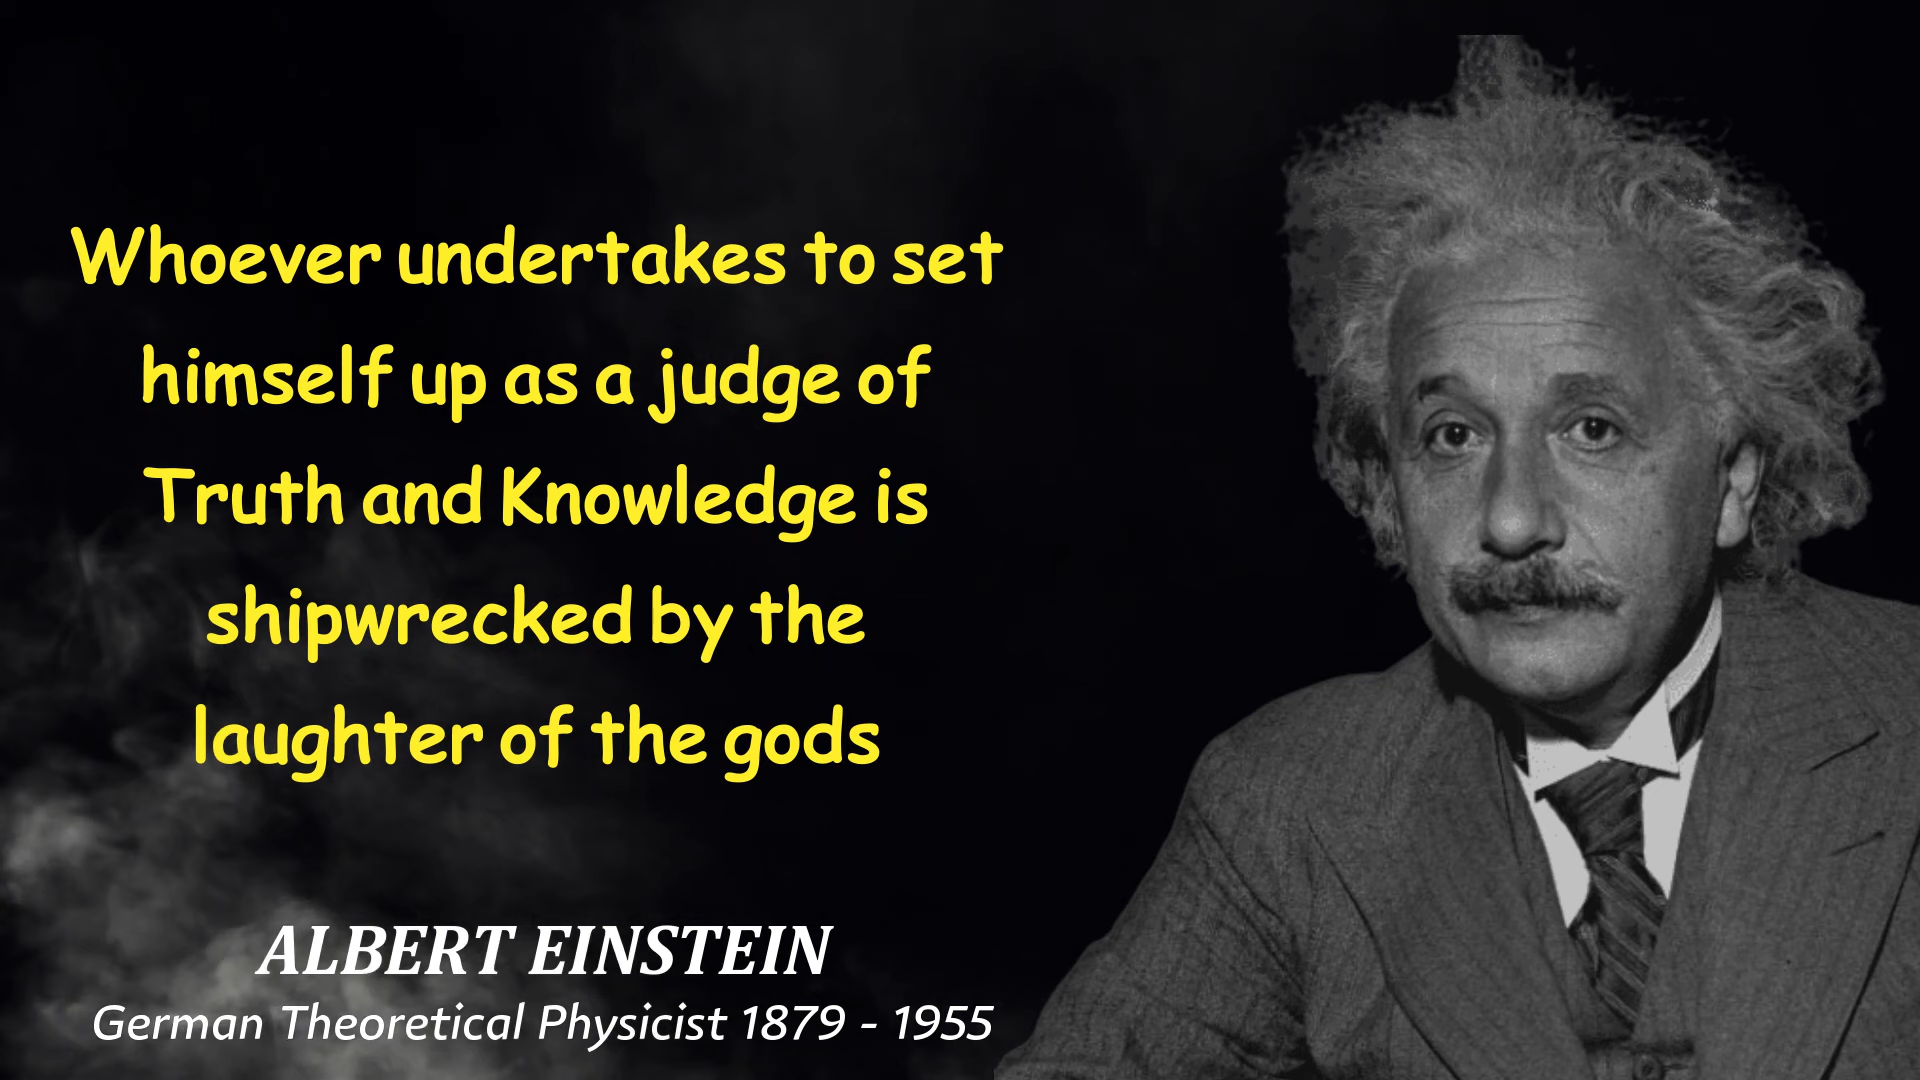 Whoever undertakes to set
himself up as a judge of
Truth and Knowledge is
shipwrecked by the
laughter of the gods
ALBERT EINSTEIN
German Theoretical Physicist 1879 - 1955